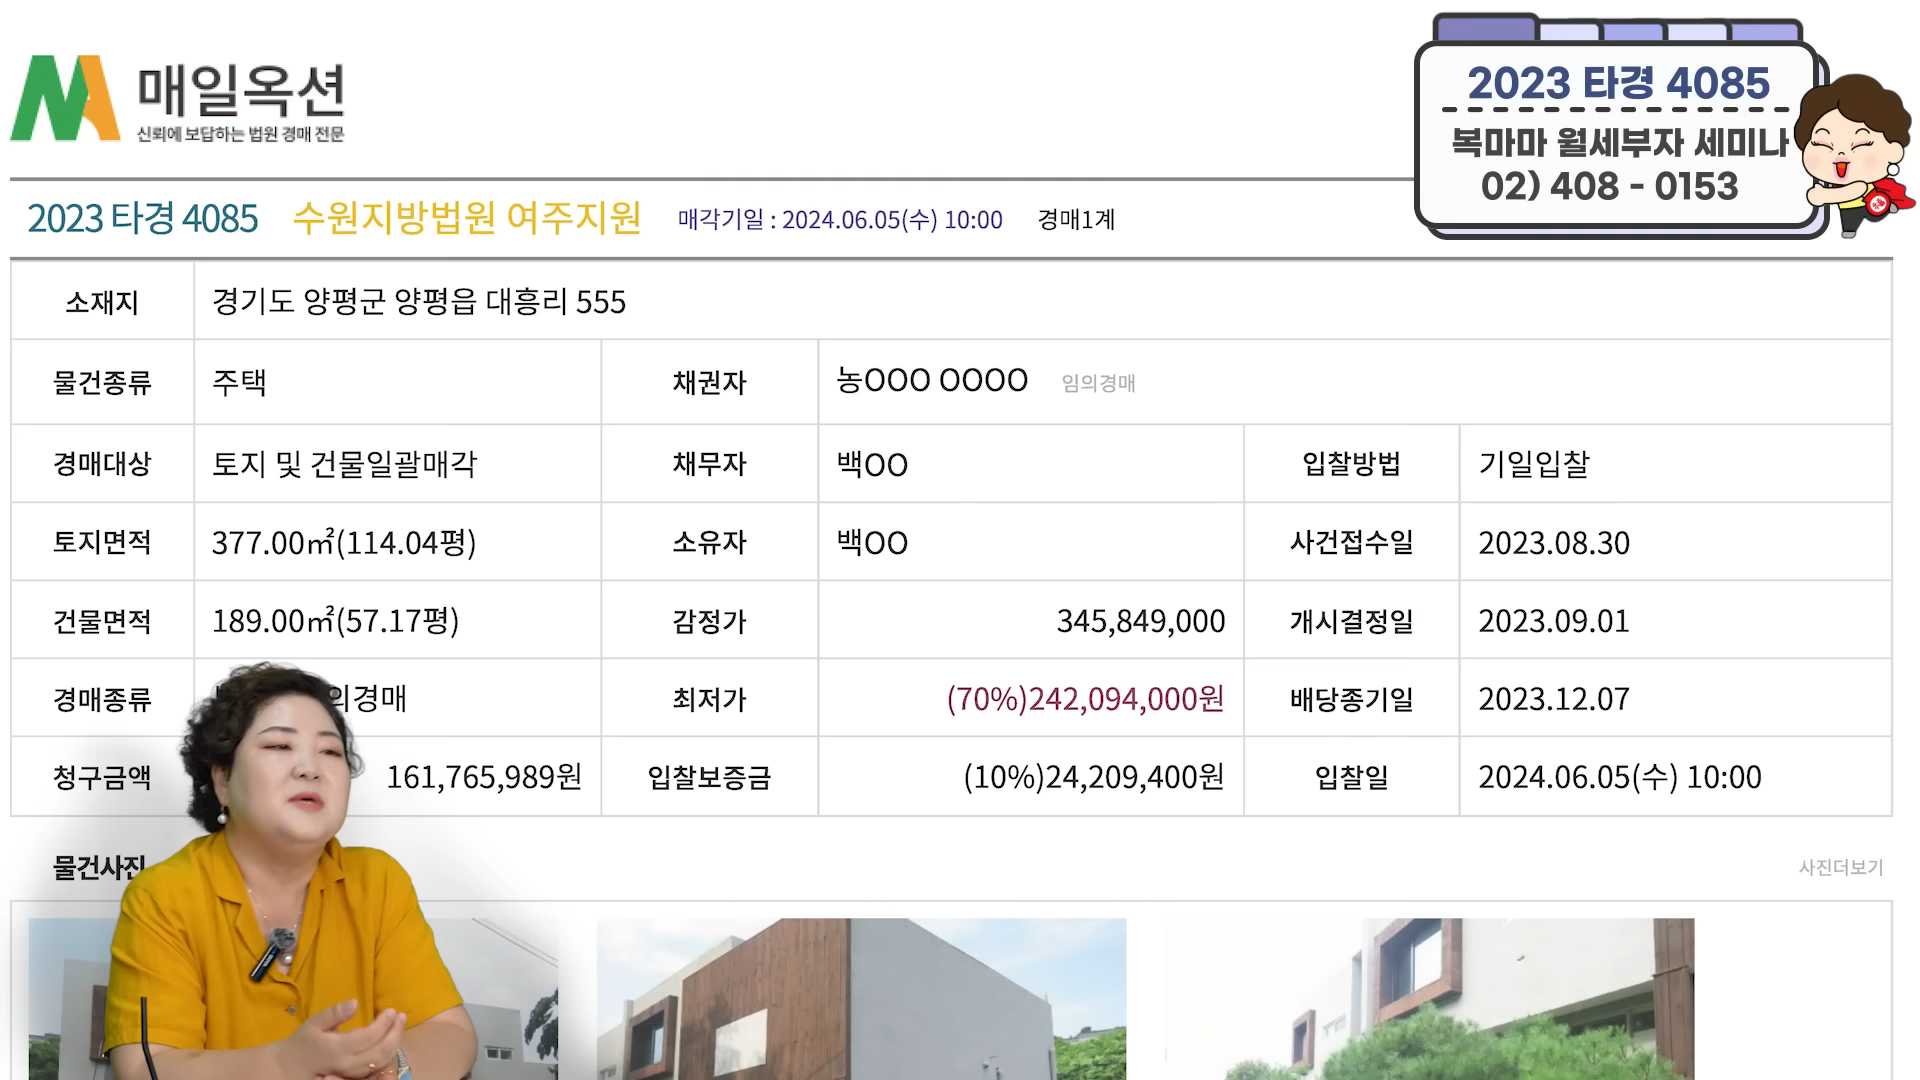 매일옥션
신뢰에 보답하는 법원 경매 전문
2023 타경 4085
복마마 월세부자 세미나
02) 408 - 0153
2023 타경 4085 수원지방법원 여주지원 매각기일 : 2024.06.05(수) 10:00 경매1계
소재지 경기도 양평군 양평읍 대흥리 555
물건종류 주택 채권자 농OOO OOOO 임의경매
경매대상 토지 및 건물일괄매각 채무자 백OO 입찰방법 기일입찰
토지면적 377.00㎡(114.04평) 소유자 백OO 사건접수일 2023.08.30
건물면적 189.00㎡(57.17평) 감정가 345,849,000 개시결정일 2023.09.01
경매종류 의경매 최저가 (70%)242,094,000원 배당종기일 2023.12.07
청구금액 161,765,989원 입찰보증금 (10%)24,209,400원 입찰일 2024.06.05(수) 10:00
물건사진 사진더보기